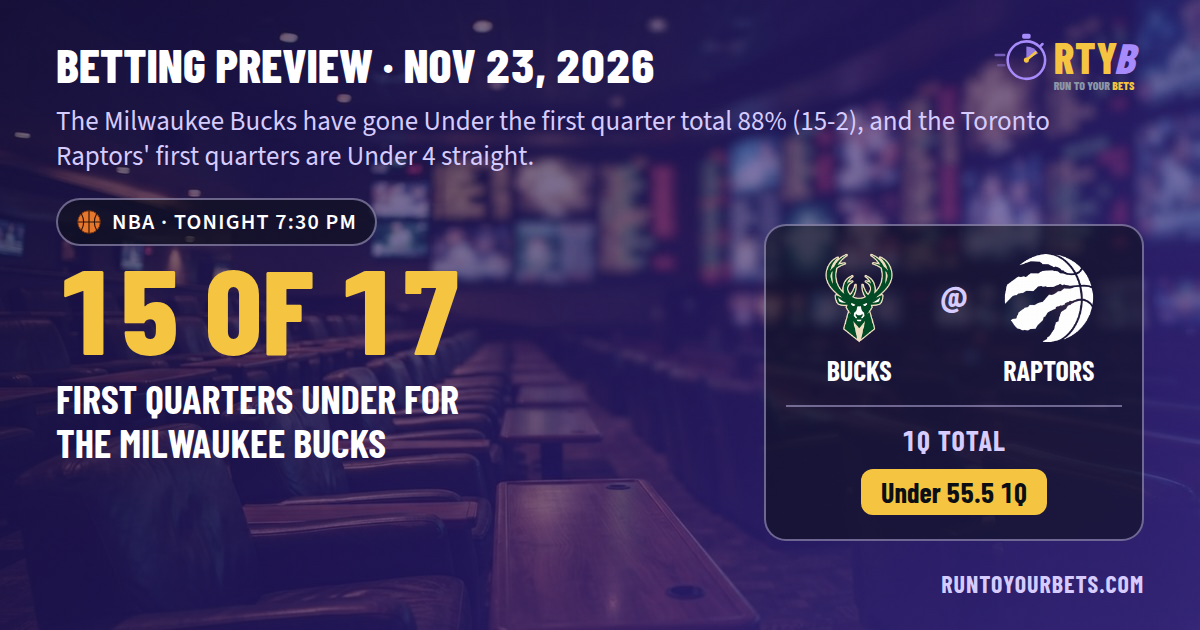 BETTING PREVIEW · NOV 23, 2026
RTYB
RUN TO YOUR BETS
The Milwaukee Bucks have gone Under the first quarter total 88% (15-2), and the Toronto
Raptors' first quarters are Under 4 straight.
NBA · TONIGHT 7:30 PM
15 OF 17
FIRST QUARTERS UNDER FOR
THE MILWAUKEE BUCKS
@
BUCKS
RAPTORS
1Q TOTAL
Under 55.5 1Q
RUNTOYOURBETS.COM